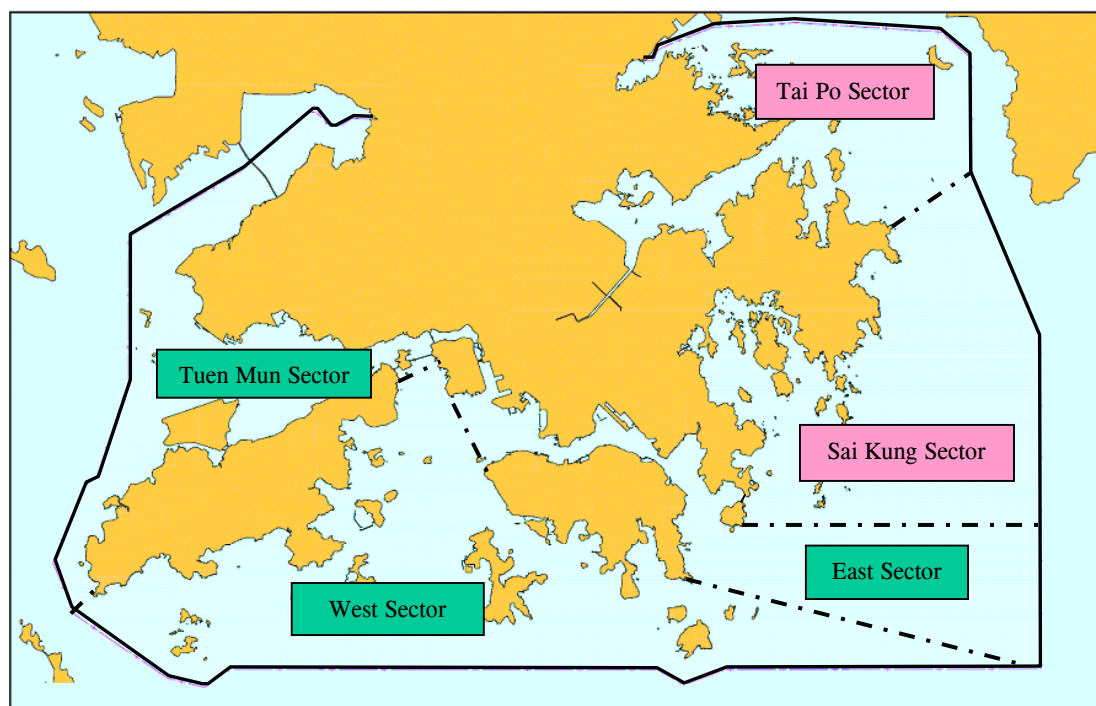 Tai Po Sector
Tuen Mun Sector
Sai Kung Sector
East Sector
West Sector